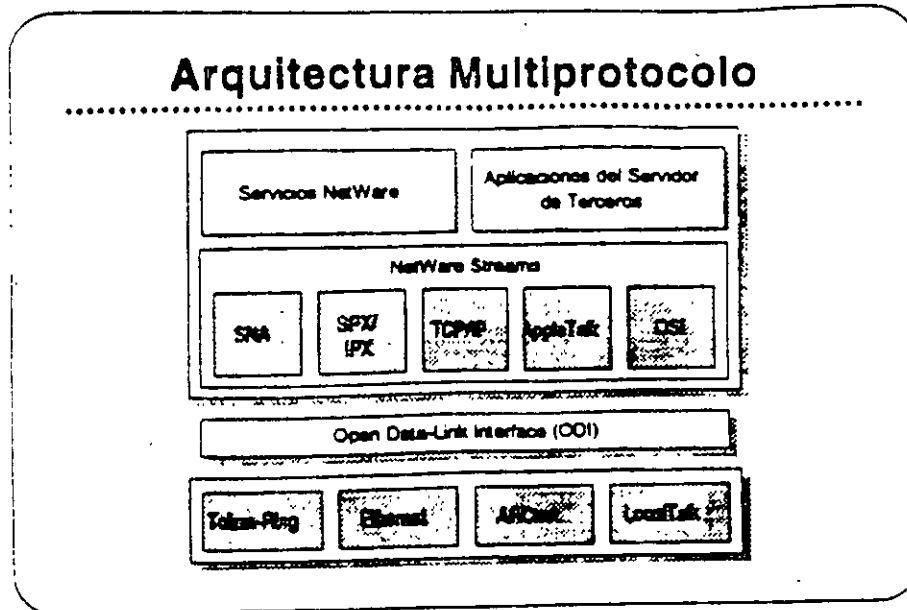 Arquitectura Multiprotocolo
Servicios NetWare
Aplicaciones del Servidor
de Terceros
NetWare Streams
SNA
SPX/
IPX
TCP/IP
AppleTalk
OSI
Open Data-Link Interface (ODI)
Token-Ring
Ethernet
ARCnet
LocalTalk